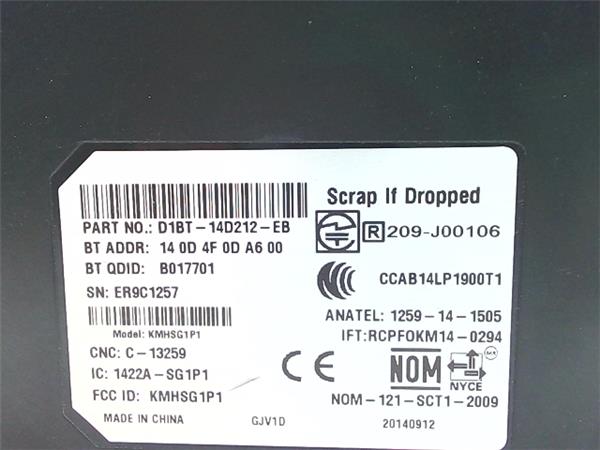 Scrap If Dropped
PART NO.: D1BT-14D212-EB
R 209-J00106
BT ADDR: 14 0D 4F 0D A6 00
BT QDID: B017701
CCAB14LP1900T1
SN: ER9C1257
ANATEL: 1259-14-1505
Model: KMHSG1P1
IFT:RCPFOKM14-0294
CNC: C-13259
CE
NOM
NYCE
IC: 1422A-SG1P1
FCC ID: KMHSG1P1
NOM-121-SCT1-2009
MADE IN CHINA
GJV1D
20140912